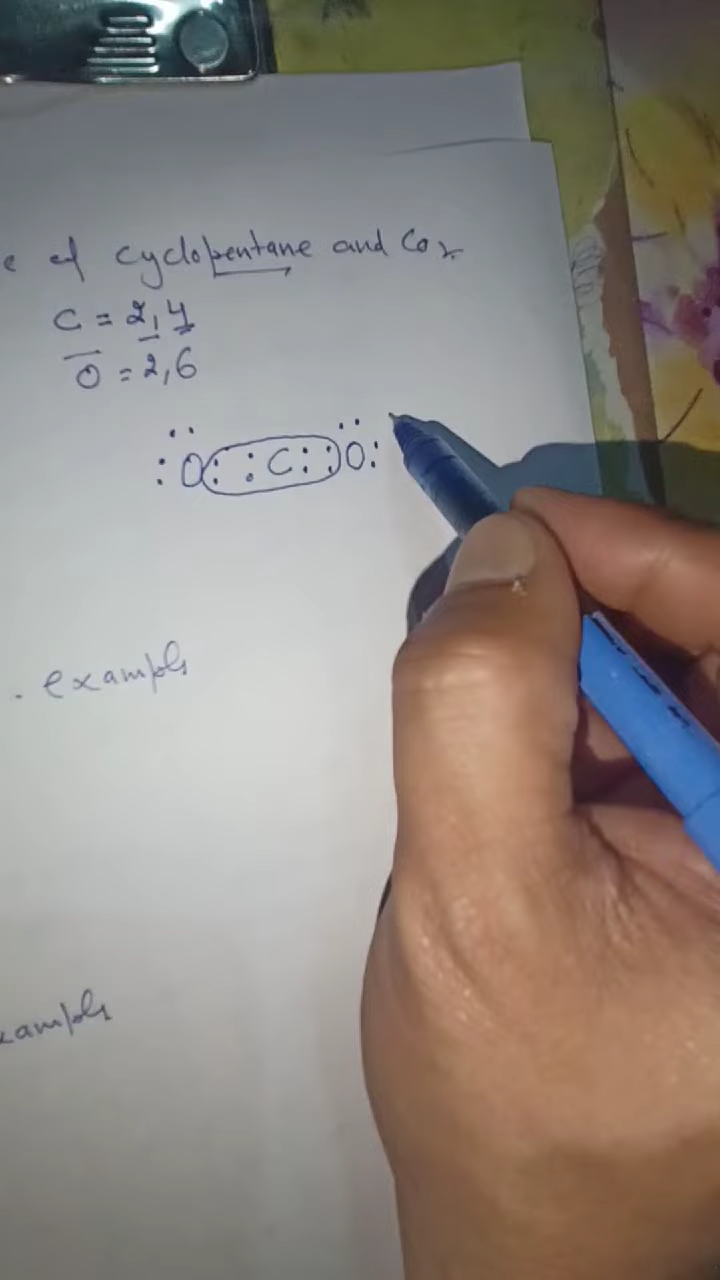 e of cyclopentane and Co2
C = 2,4
O = 2,6
: O : : C : : O :
. example
xample